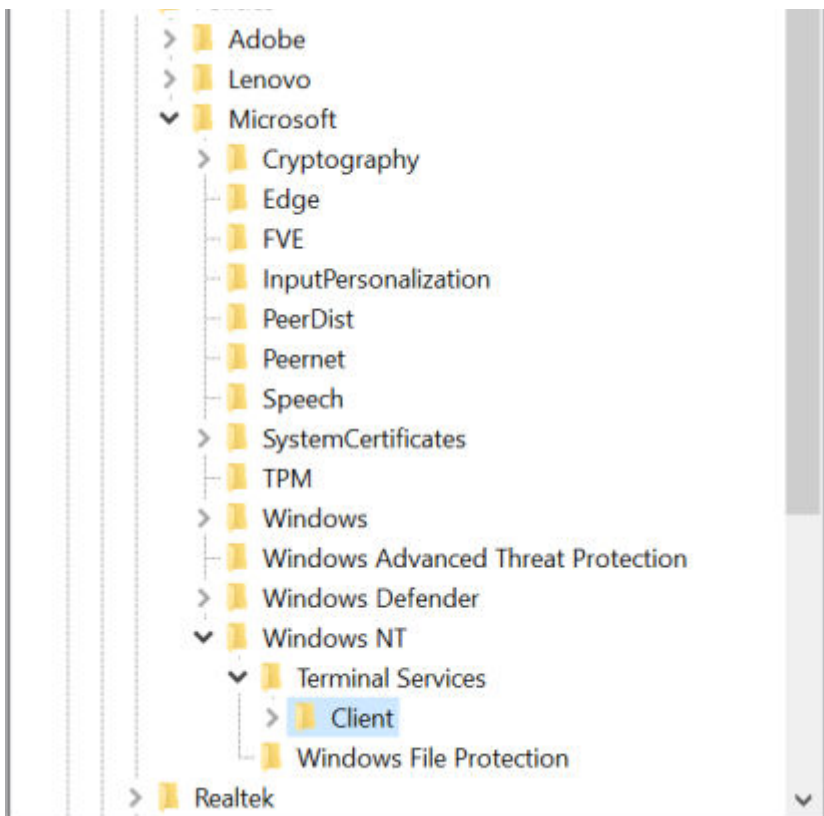 Adobe
Lenovo
Microsoft
Cryptography
Edge
FVE
InputPersonalization
PeerDist
Peernet
Speech
SystemCertificates
TPM
Windows
Windows Advanced Threat Protection
Windows Defender
Windows NT
Terminal Services
Client
Windows File Protection
Realtek